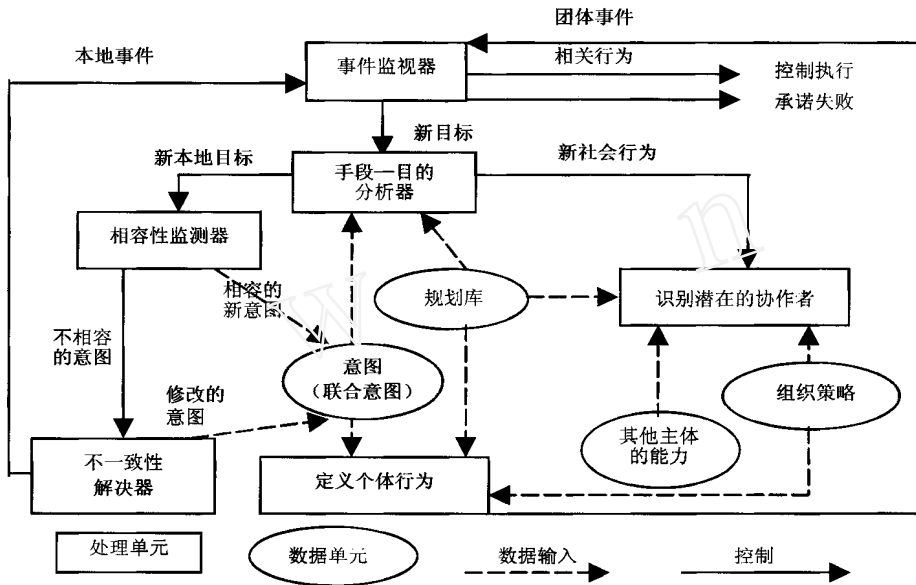 团体事件
本地事件
事件监视器
相关行为
控制执行
承诺失败
新目标
新本地目标
手段一目的
分析器
新社会行为
相容性监测器
相容的
新意图
规划库
识别潜在的协作者
不相容
的意图
意图
（联合意图）
修改的
意图
组织策略
其他主体
的能力
不一致性
解决器
定义个体行为
处理单元
数据单元
数据输入
控制
w
n